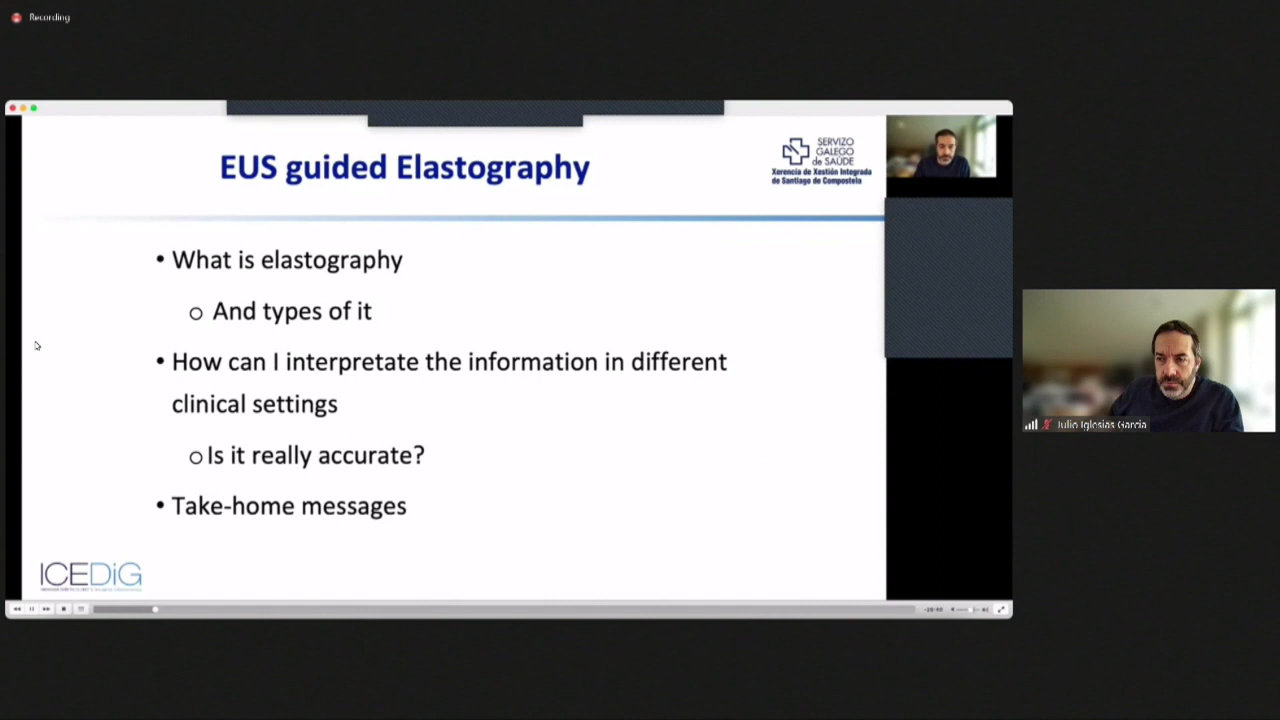 Recording
EUS guided Elastography
SERVIZO
GALEGO
de SAÚDE
Xerencia de Xestión Integrada
de Santiago de Compostela
• What is elastography
o And types of it
• How can I interpretate the information in different
clinical settings
o Is it really accurate?
• Take-home messages
ICEDiG
Julio Iglesias Garcia